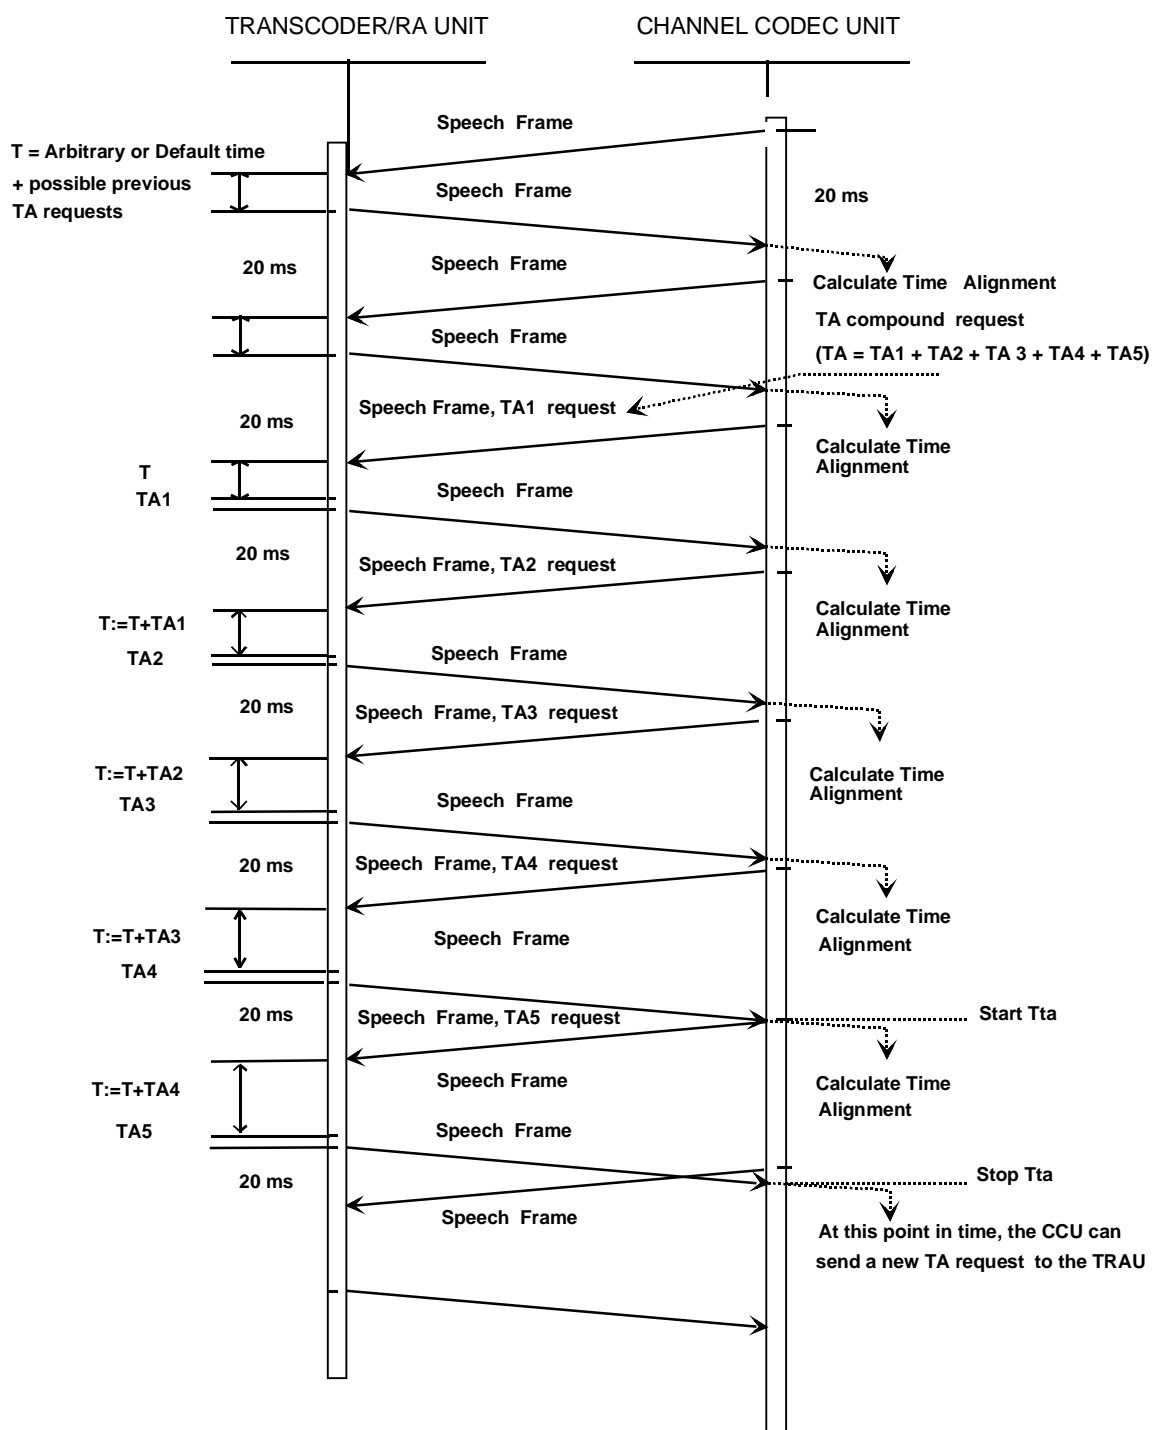 TRANSCODER/RA UNIT
CHANNEL CODEC UNIT
Speech Frame
T = Arbitrary or Default time
+ possible previous
TA requests
Speech Frame
20 ms
20 ms
Speech Frame
Calculate Time Alignment
TA compound request
(TA = TA1 + TA2 + TA 3 + TA4 + TA5)
Speech Frame
Speech Frame, TA1 request
20 ms
Calculate Time
Alignment
T
TA1
Speech Frame
20 ms
Speech Frame, TA2 request
Calculate Time
Alignment
T:=T+TA1
TA2
Speech Frame
20 ms
Speech Frame, TA3 request
Calculate Time
Alignment
T:=T+TA2
TA3
Speech Frame
20 ms
Speech Frame, TA4 request
Calculate Time
Alignment
T:=T+TA3
TA4
Speech Frame
20 ms
Speech Frame, TA5 request
Start Tta
Calculate Time
Alignment
T:=T+TA4
TA5
Speech Frame
Speech Frame
20 ms
Stop Tta
Speech Frame
At this point in time, the CCU can
send a new TA request to the TRAU